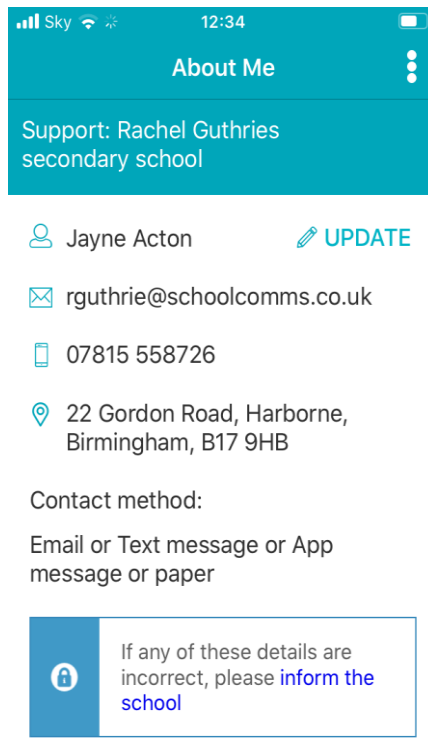 Sky 12:34
About Me
Support: Rachel Guthries
secondary school
Jayne Acton UPDATE
rguthrie@schoolcomms.co.uk
07815 558726
22 Gordon Road, Harborne,
Birmingham, B17 9HB
Contact method:
Email or Text message or App
message or paper
If any of these details are
incorrect, please inform the
school